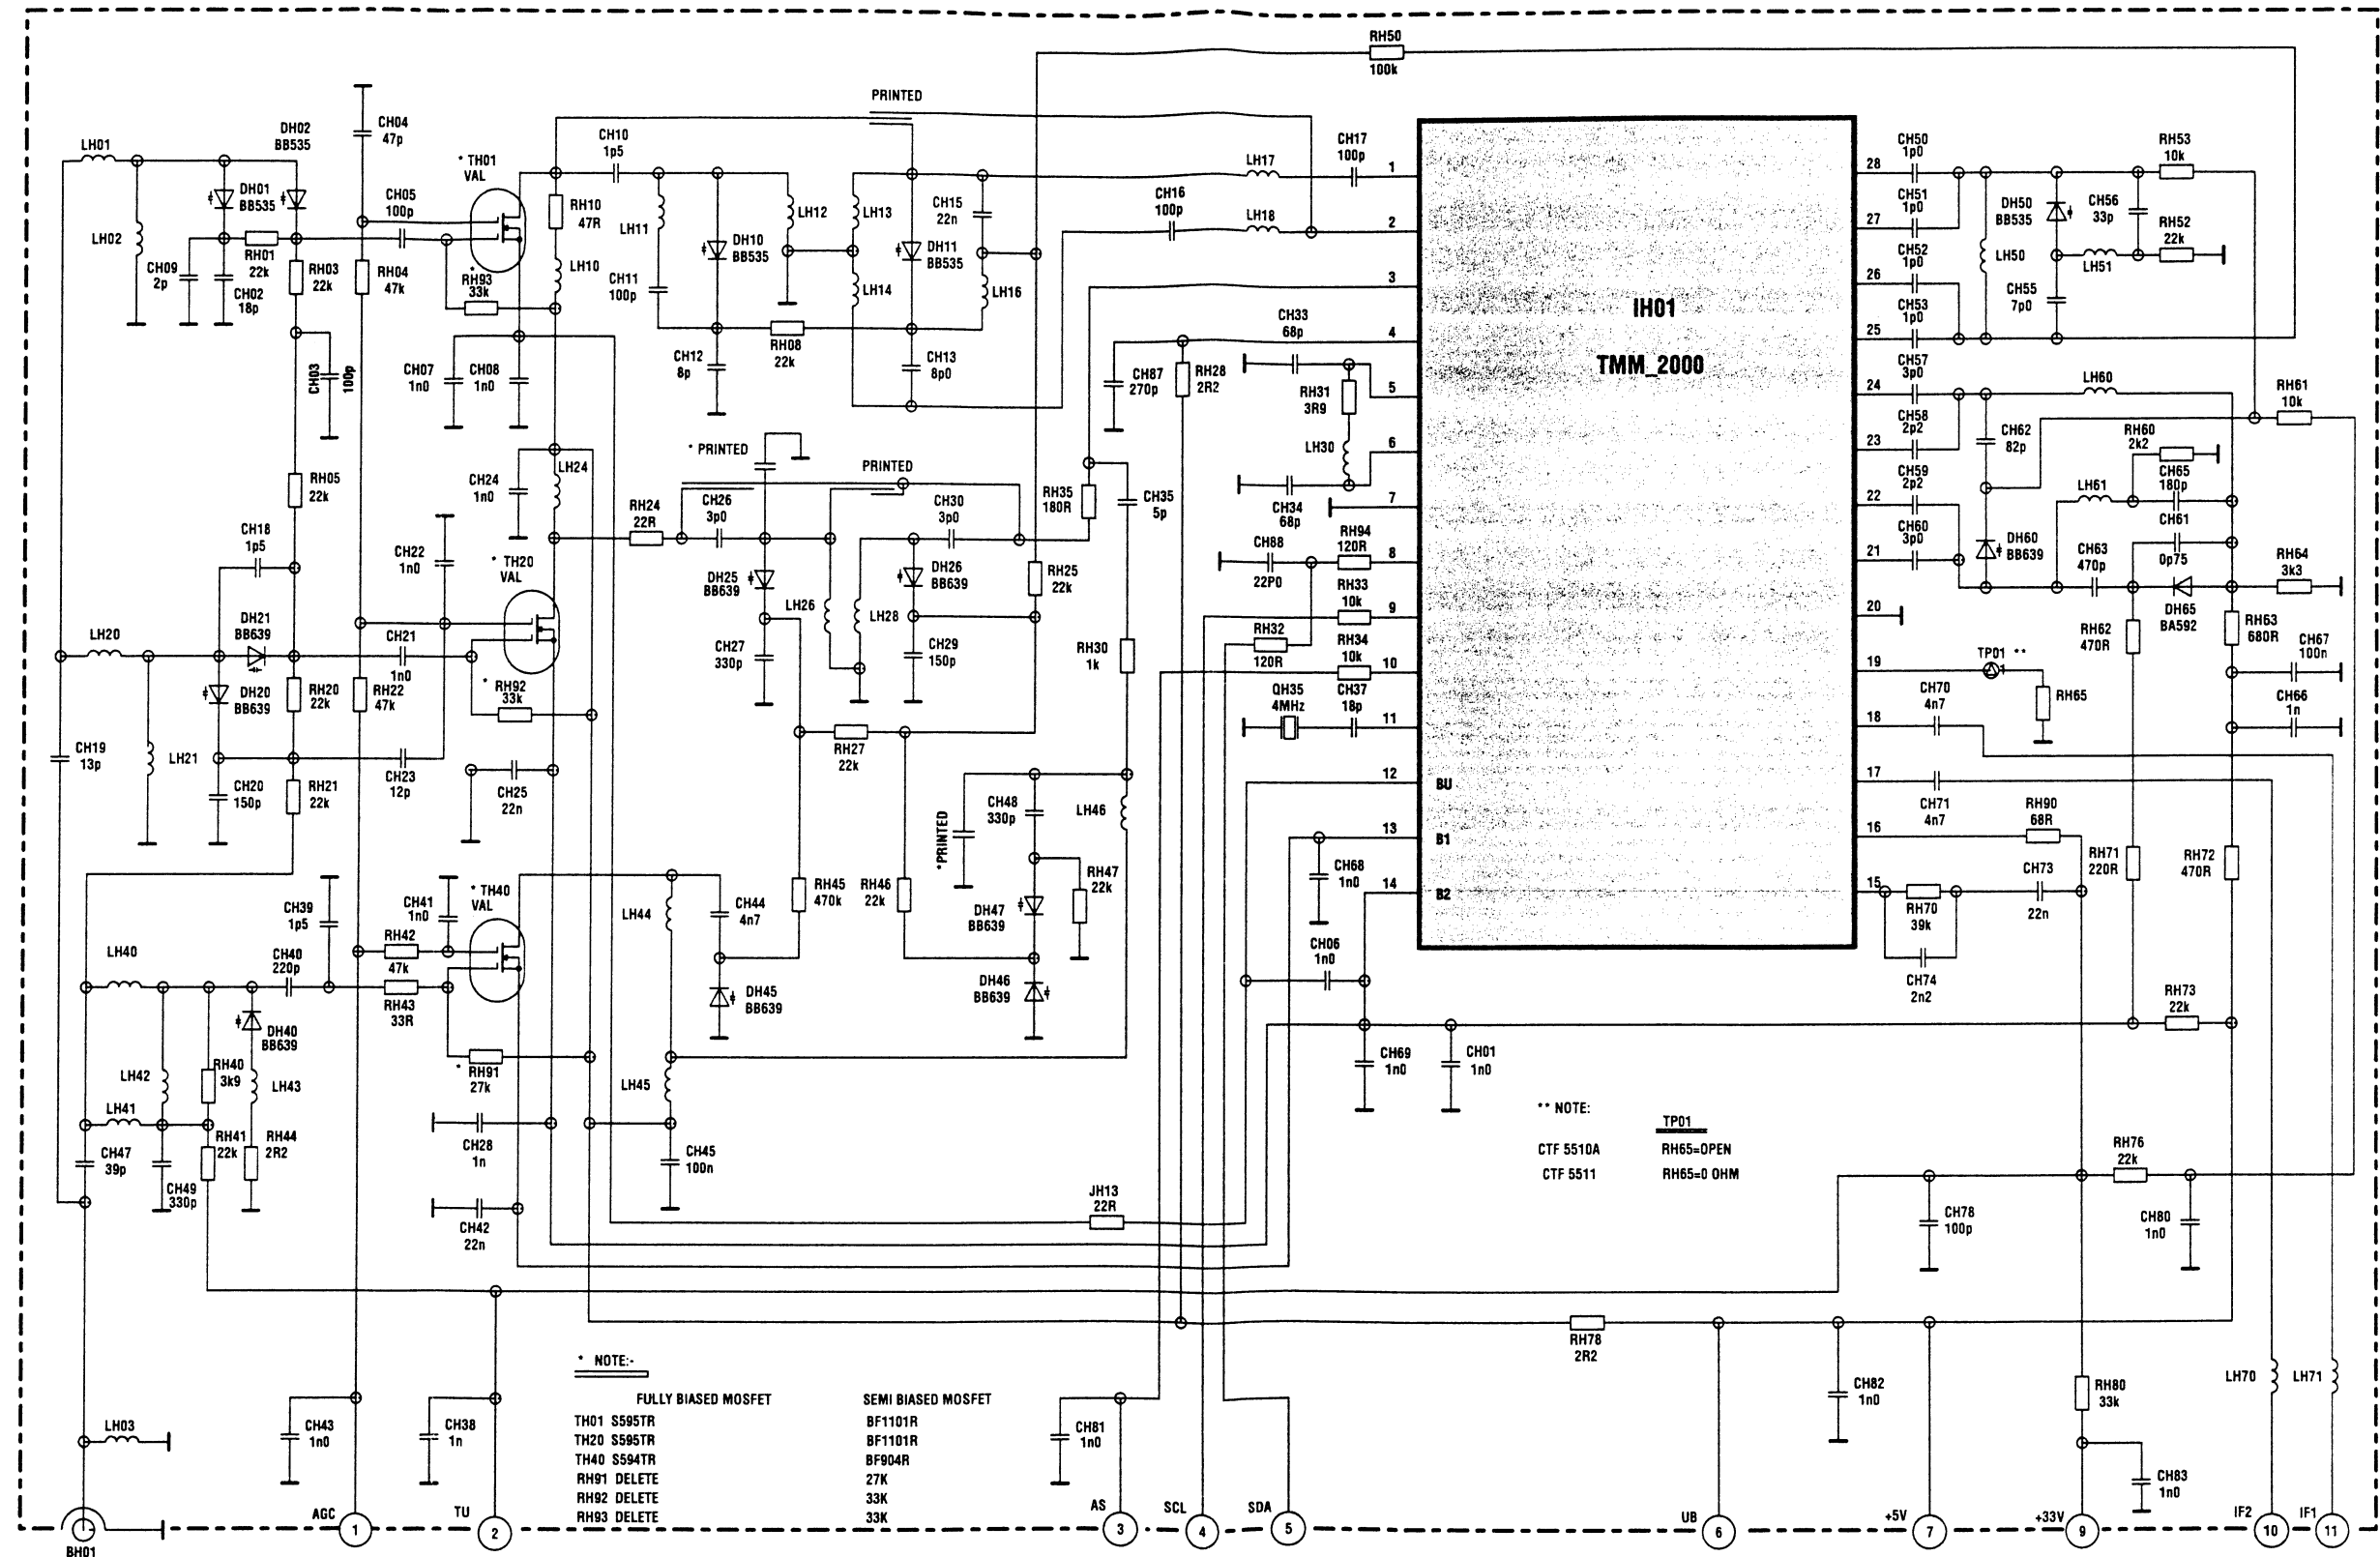 RH50
100k
PRINTED
LH01
DH02
BB535
CH04
47p
* TH01
VAL
CH10
1p5
CH17
100p
CH50
1p0
RH53
10k
DH01
BB535
CH05
100p
RH10
47R
LH11
LH12
LH13
CH15
22n
CH16
100p
LH17
LH18
1
2
3
4
5
6
7
8
9
10
11
12
13
14
28
27
26
25
24
23
22
21
20
19
18
17
16
15
IH01
TMM_2000
BU
B1
B2
CH51
1p0
CH52
1p0
CH53
1p0
DH50
BB535
CH56
33p
RH52
22k
LH50
LH51
CH55
7p0
LH02
CH09
2p
RH01
22k
CH02
18p
RH03
22k
RH04
47k
*
RH93
33k
LH10
CH11
100p
DH10
BB535
DH11
BB535
LH14
LH16
CH03
100p
CH07
1n0
CH08
1n0
CH12
8p
RH08
22k
CH13
8p0
CH87
270p
RH28
2R2
CH33
68p
RH31
3R9
LH30
CH34
68p
CH57
3p0
CH58
2p2
CH59
2p2
CH60
3p0
LH60
RH61
10k
CH62
82p
RH60
2k2
CH65
180p
LH61
CH61
0p75
DH60
BB639
CH63
470p
DH65
BA592
RH64
3k3
RH05
22k
CH24
1n0
LH24
* PRINTED
PRINTED
RH24
22R
CH26
3p0
CH30
3p0
RH35
180R
CH35
5p
CH88
22P0
RH94
120R
RH33
10k
RH32
120R
RH34
10k
QH35
4MHz
CH37
18p
CH18
1p5
CH22
1n0
* TH20
VAL
DH25
BB639
DH26
BB639
RH25
22k
LH26
LH28
CH27
330p
CH29
150p
RH30
1k
LH20
DH21
BB639
CH21
1n0
DH20
BB639
RH20
22k
RH22
47k
*
RH92
33k
CH19
13p
LH21
CH20
150p
RH21
22k
CH23
12p
CH25
22n
RH27
22k
CH48
330p
*PRINTED
LH46
RH62
470R
RH63
680R
CH67
100n
CH66
1n
TP01 **
RH65
CH70
4n7
CH71
4n7
RH90
68R
CH73
22n
RH70
39k
CH74
2n2
RH71
220R
RH72
470R
RH73
22k
CH39
1p5
CH41
1n0
* TH40
VAL
LH44
CH44
4n7
RH45
470k
RH46
22k
DH47
BB639
RH47
22k
CH68
1n0
CH06
1n0
LH40
CH40
220p
RH42
47k
RH43
33R
DH45
BB639
DH46
BB639
DH40
BB639
LH42
RH40
3k9
LH43
LH41
*
RH91
27k
LH45
CH69
1n0
CH01
1n0
CH47
39p
CH49
330p
RH41
22k
RH44
2R2
CH28
1n
CH45
100n
CH42
22n
JH13
22R
** NOTE:
TP01
CTF 5510A RH65=OPEN
CTF 5511 RH65=0 OHM
RH76
22k
CH78
100p
CH80
1n0
RH78
2R2
CH82
1n0
RH80
33k
CH83
1n0
LH70
LH71
LH03
CH43
1n0
CH38
1n
CH81
1n0
* NOTE:-
FULLY BIASED MOSFET SEMI BIASED MOSFET
TH01 S595TR BF1101R
TH20 S595TR BF1101R
TH40 S594TR BF904R
RH91 DELETE 27K
RH92 DELETE 33K
RH93 DELETE 33K
BH01
AGC 1
TU 2
AS 3
SCL 4
SDA 5
UB 6
+5V 7
+33V 9
IF2 10
IF1 11